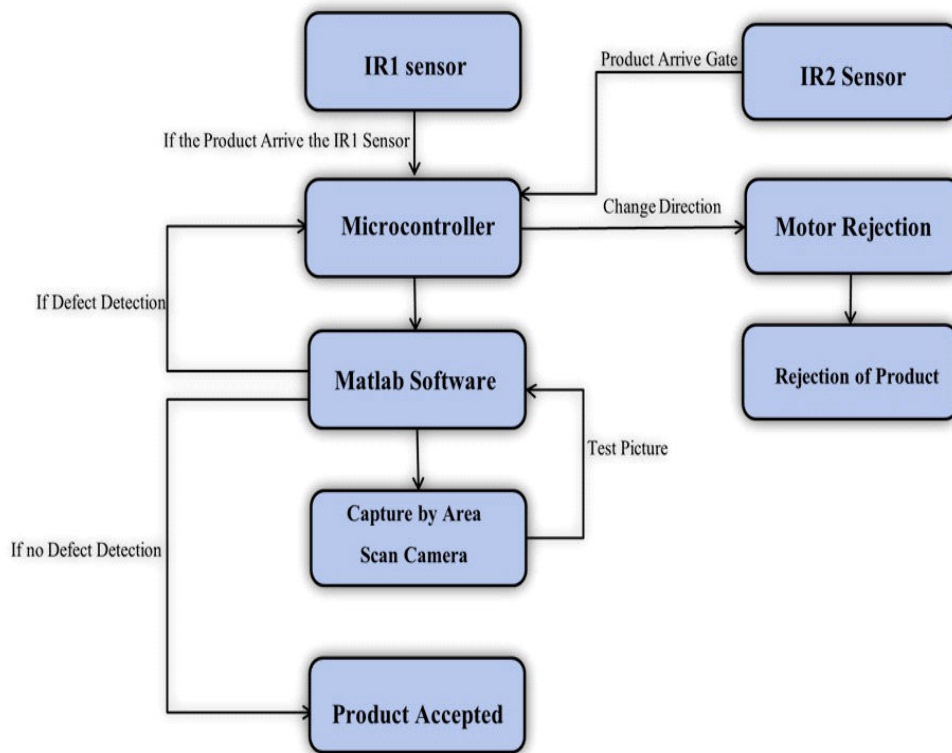 IR1 sensor
Product Arrive Gate
IR2 Sensor
If the Product Arrive the IR1 Sensor
Microcontroller
Change Direction
Motor Rejection
If Defect Detection
Matlab Software
Rejection of Product
Test Picture
Capture by Area
Scan Camera
If no Defect Detection
Product Accepted